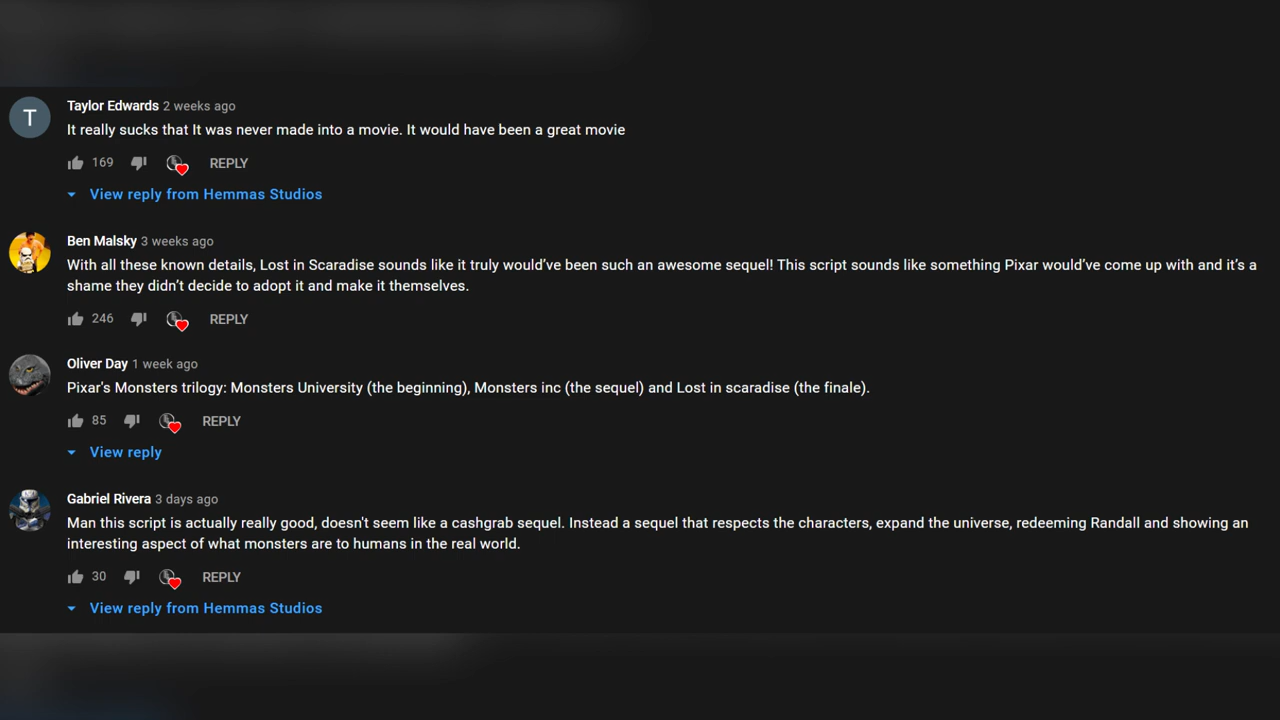 Taylor Edwards 2 weeks ago
T
It really sucks that It was never made into a movie. It would have been a great movie
169 REPLY
View reply from Hemmas Studios
Ben Malsky 3 weeks ago
With all these known details, Lost in Scaradise sounds like it truly would’ve been such an awesome sequel! This script sounds like something Pixar would’ve come up with and it’s a
shame they didn’t decide to adopt it and make it themselves.
246 REPLY
Oliver Day 1 week ago
Pixar's Monsters trilogy: Monsters University (the beginning), Monsters inc (the sequel) and Lost in scaradise (the finale).
85 REPLY
View reply
Gabriel Rivera 3 days ago
Man this script is actually really good, doesn't seem like a cashgrab sequel. Instead a sequel that respects the characters, expand the universe, redeeming Randall and showing an
interesting aspect of what monsters are to humans in the real world.
30 REPLY
View reply from Hemmas Studios